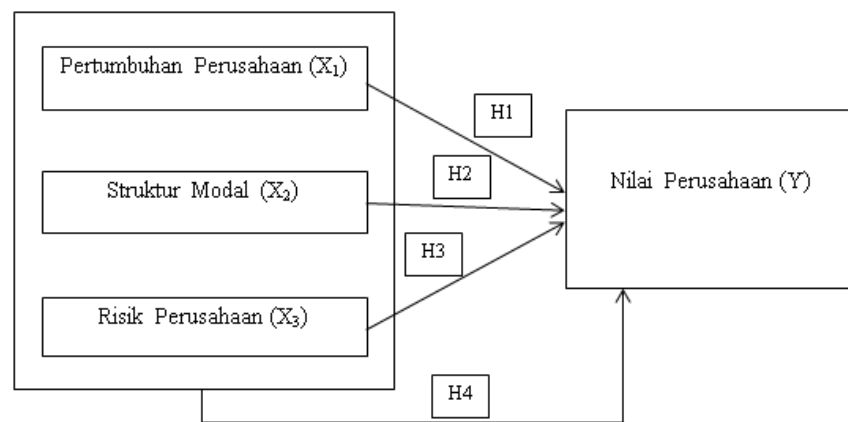 Pertumbuhan Perusahaan (X₁)
H1
Struktur Modal (X₂)
H2
Nilai Perusahaan (Y)
H3
Risik Perusahaan (X₃)
H4